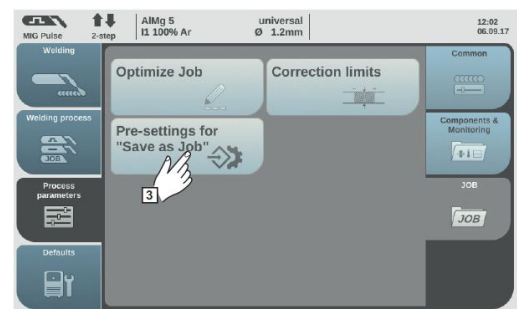 MIG Pulse
2-step
AlMg 5
I1 100% Ar
universal
Ø 1.2mm
12:02
06.09.17
Welding
Welding process
JOB
Process
parameters
Defaults
Optimize Job
Correction limits
Pre-settings for
"Save as Job"
3
Common
Components &
Monitoring
JOB
JOB